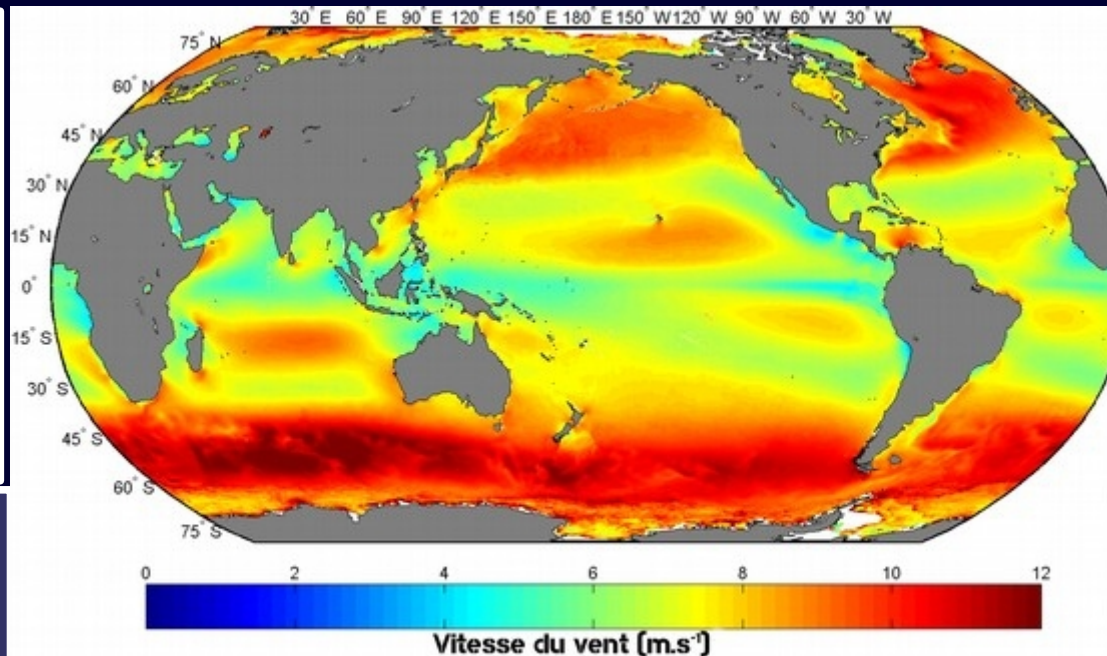 30° E 60° E 90° E 120° E 150° E 180° E 150° W 120° W 90° W 60° W 30° W
75° N
60° N
45° N
30° N
15° N
0°
15° S
30° S
45° S
60° S
75° S
0 2 4 6 8 10 12
Vitesse du vent (m.s⁻¹)